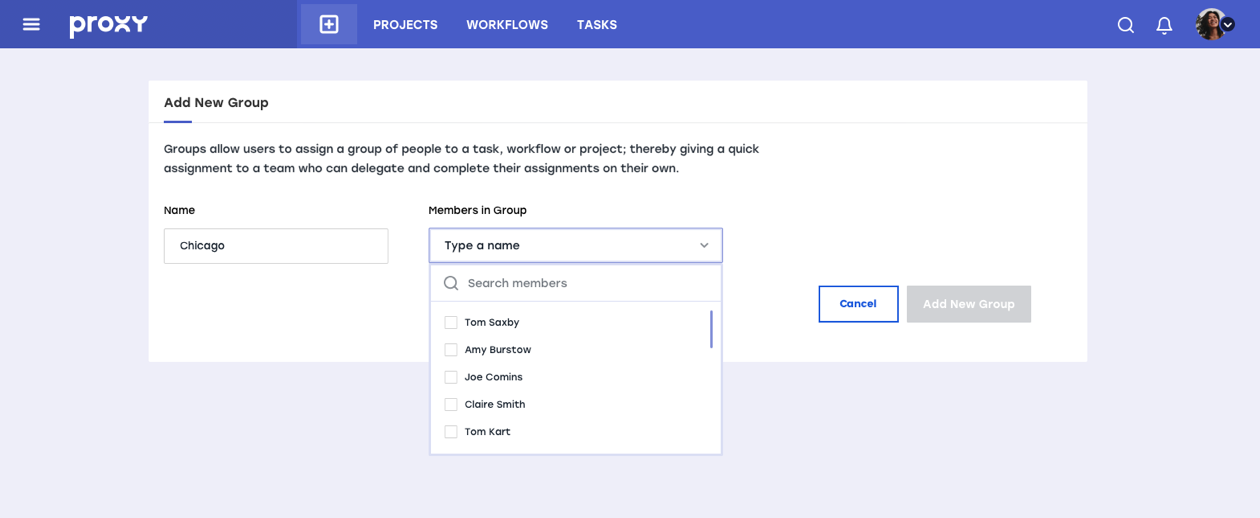 proxy
PROJECTS
WORKFLOWS
TASKS
Add New Group
Groups allow users to assign a group of people to a task, workflow or project; thereby giving a quick
assignment to a team who can delegate and complete their assignments on their own.
Name
Members in Group
Chicago
Type a name
Search members
Tom Saxby
Amy Burstow
Joe Comins
Claire Smith
Tom Kart
Cancel
Add New Group